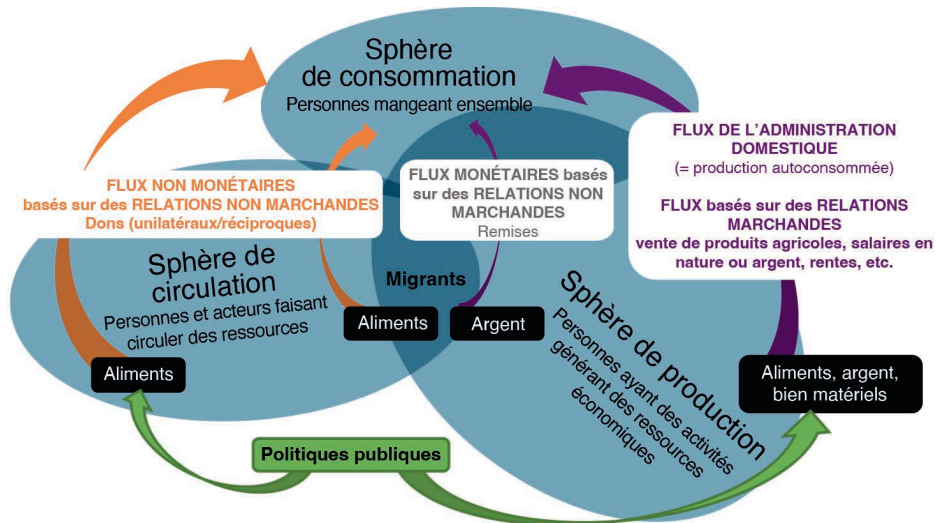 Sphère
de consommation
Personnes mangeant ensemble
FLUX NON MONÉTAIRES
basés sur des RELATIONS NON MARCHANDES
Dons (unilatéraux/réciproques)
FLUX MONÉTAIRES basés
sur des RELATIONS NON
MARCHANDES
Remises
FLUX DE L'ADMINISTRATION
DOMESTIQUE
(= production autoconsommée)
FLUX basés sur des RELATIONS
MARCHANDES
vente de produits agricoles, salaires en
nature ou argent, rentes, etc.
Sphère de
circulation
Personnes et acteurs faisant
circuler des ressources
Migrants
Aliments
Argent
Aliments
Sphère de production
Personnes ayant des activités
générant des ressources
économiques
Aliments, argent,
bien matériels
Politiques publiques